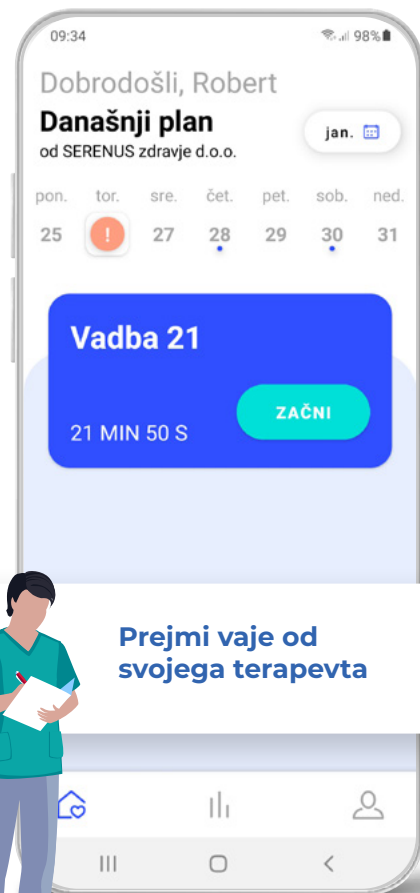 09:34 98%
Dobrodošli, Robert
Današnji plan
od SERENUS zdravje d.o.o.
jan.
pon. tor. sre. čet. pet. sob. ned.
25 ! 27 28 29 30 31
Vadba 21
21 MIN 50 S
ZAČNI
Prejmi vaje od
svojega terapevta